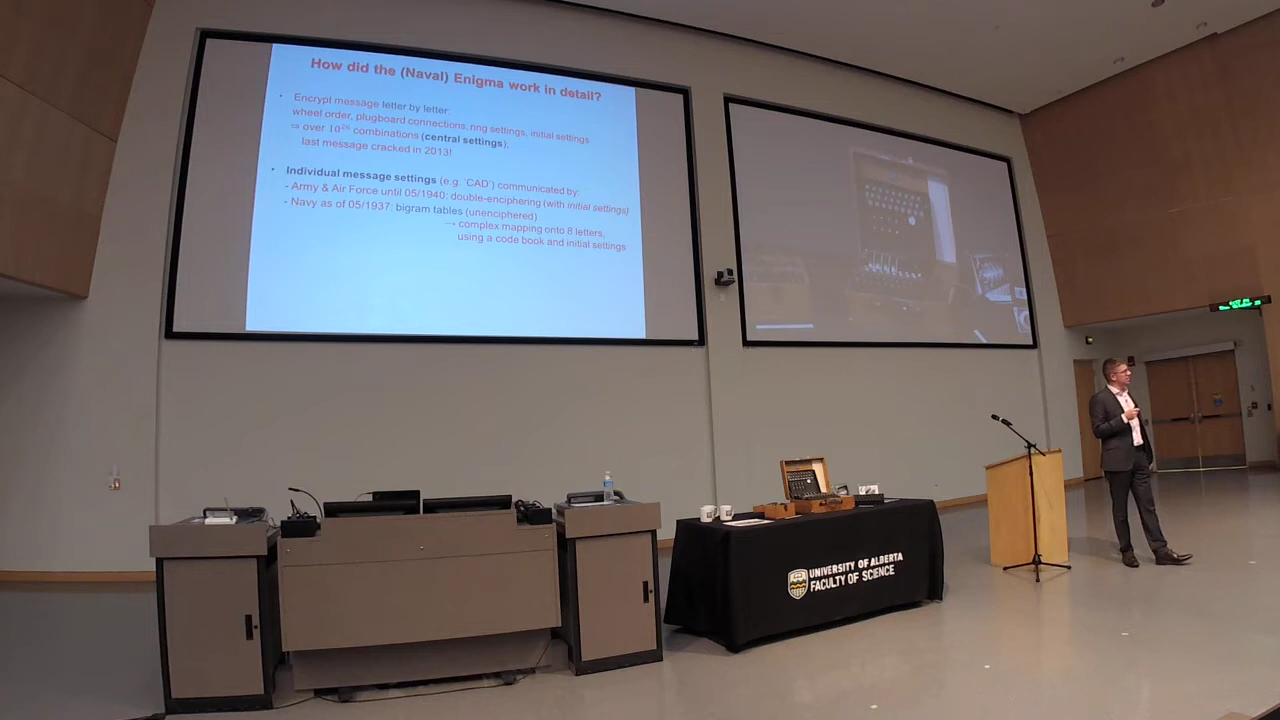 How did the (Naval) Enigma work in detail?
• Encrypt message letter by letter:
wheel order, plugboard connections, ring settings, initial settings
⇒ over 10²⁶ combinations (central settings),
last message cracked in 2013!
• Individual message settings (e.g. 'CAD') communicated by:
- Army & Air Force until 05/1940: double-enciphering (with initial settings)
- Navy as of 05/1937: bigram tables (unenciphered)
→ complex mapping onto 8 letters,
using a code book and initial settings
UNIVERSITY OF ALBERTA
FACULTY OF SCIENCE